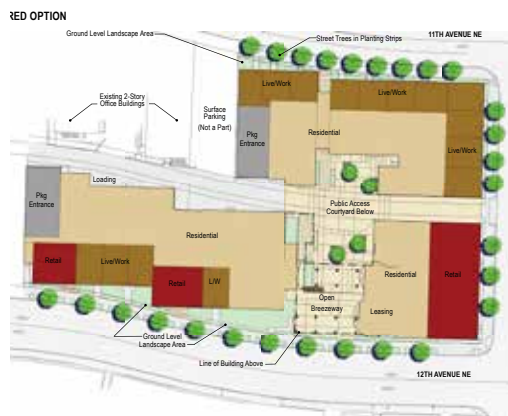 RED OPTION
Ground Level Landscape Area
Street Trees in Planting Strips
11TH AVENUE NE
Existing 2-Story
Office Buildings
Surface
Parking
(Not a Part)
Live/Work
Live/Work
Pkg
Entrance
Residential
Live/Work
Loading
Pkg
Entrance
Public Access
Courtyard Below
Residential
Retail
Live/Work
Retail
L/W
Open
Breezeway
Residential
Retail
Leasing
Ground Level
Landscape Area
Line of Building Above
12TH AVENUE NE